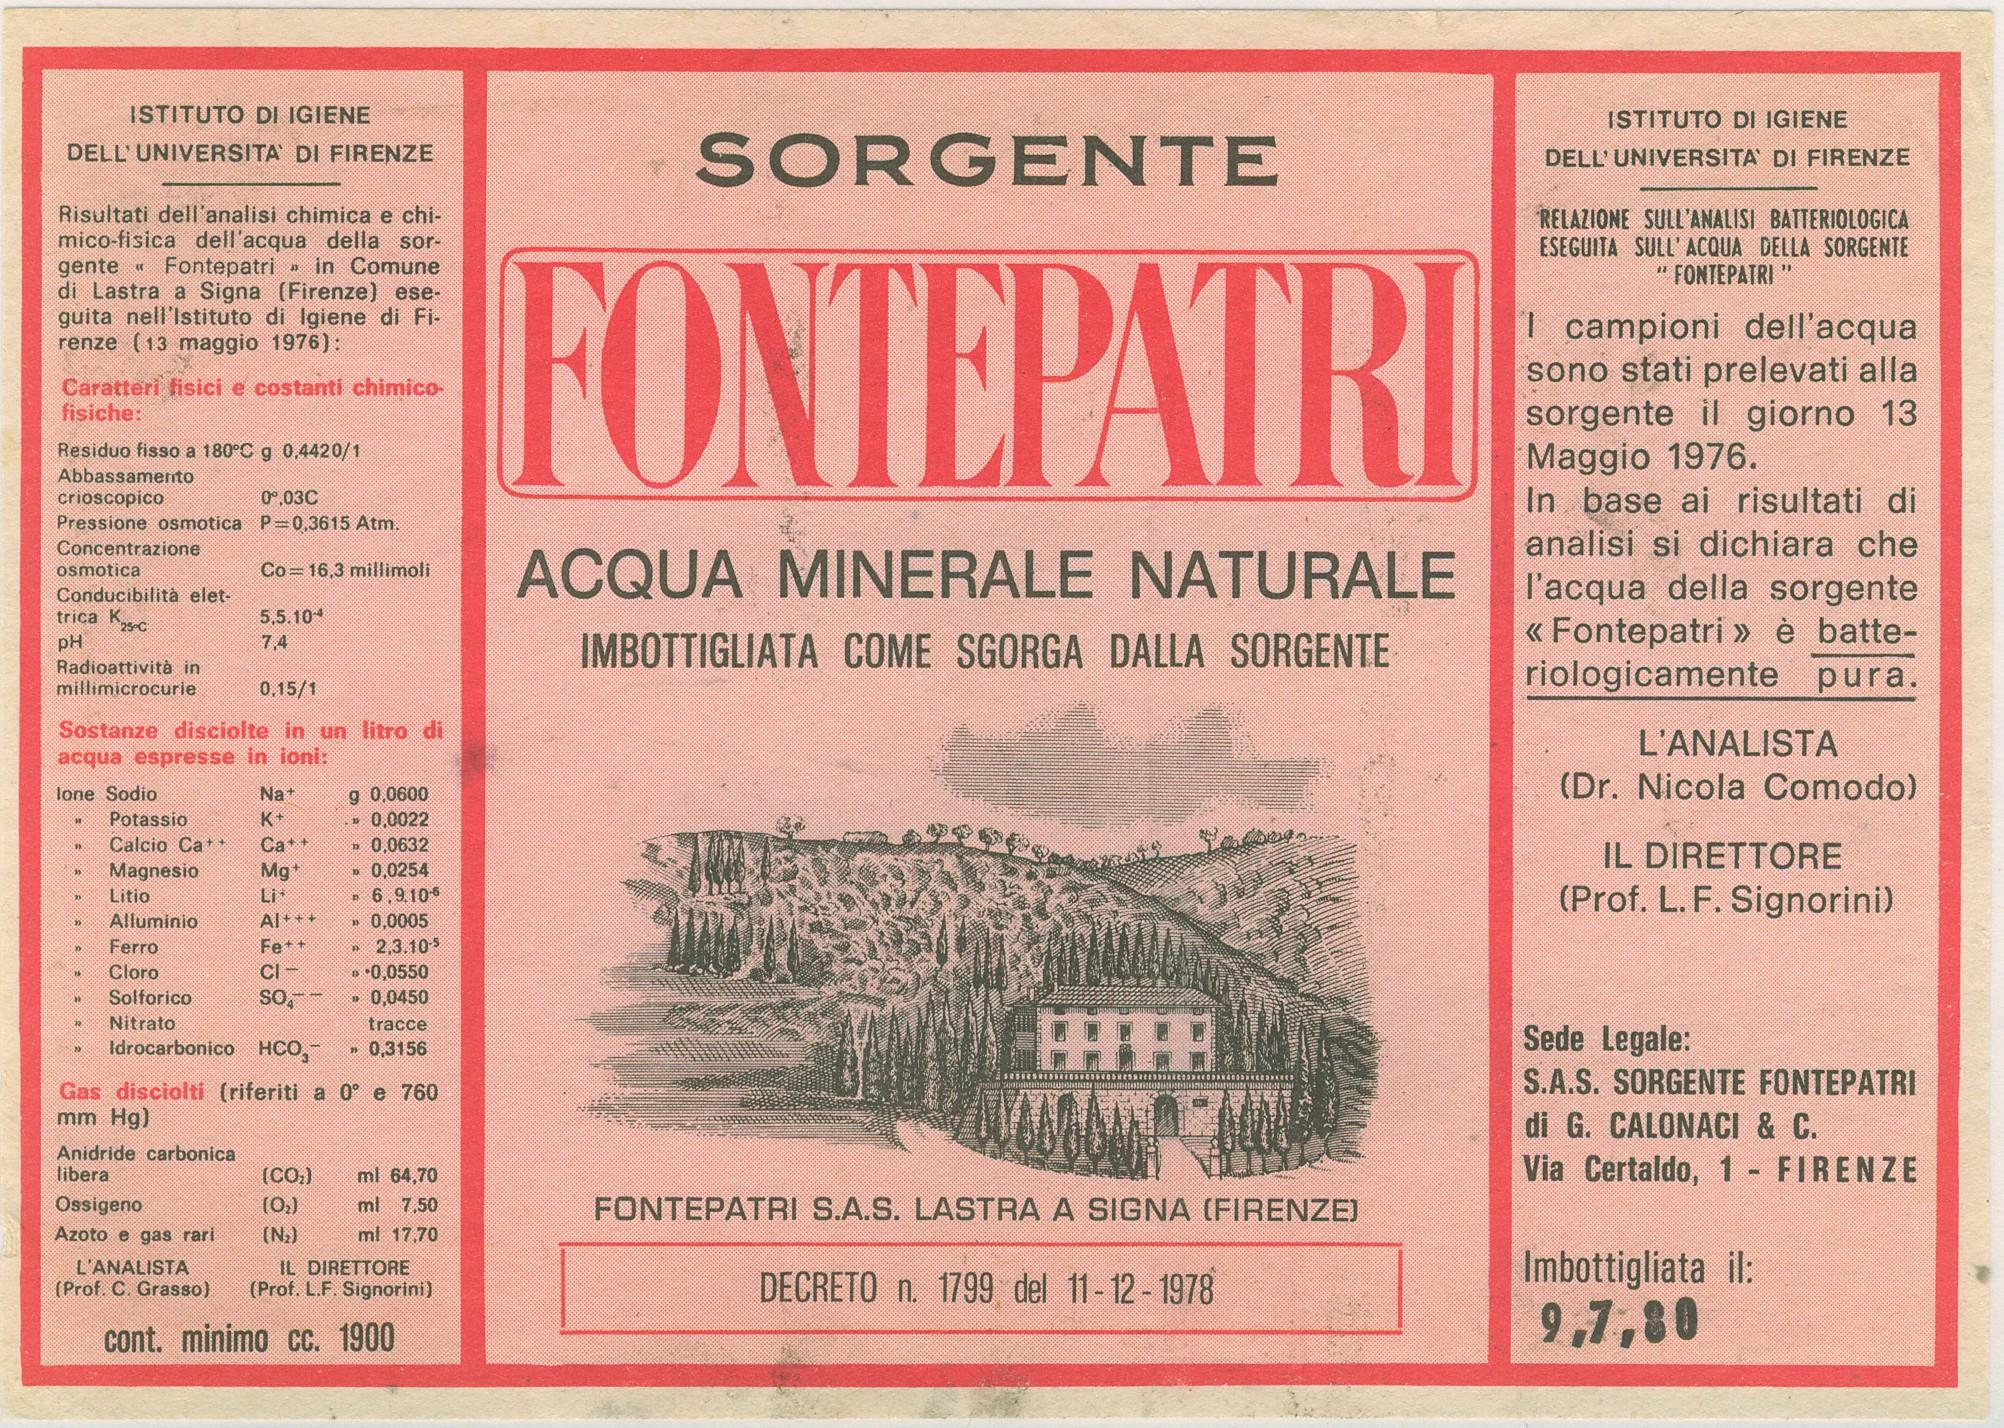 ISTITUTO DI IGIENE
DELL'UNIVERSITA' DI FIRENZE
Risultati dell'analisi chimica e chi-
mico-fisica dell'acqua della sor-
gente « Fontepatri » in Comune
di Lastra a Signa (Firenze) ese-
guita nell'Istituto di Igiene di Fi-
renze (13 maggio 1976):
Caratteri fisici e costanti chimico-
fisiche:
Residuo fisso a 180°C g 0,4420/1
Abbassamento
crioscopico 0°,03C
Pressione osmotica P=0,3615 Atm.
Concentrazione
osmotica Co=16,3 millimoli
Conducibilità elet-
trica K25°C 5,5.10-4
pH 7,4
Radioattività in
millimicrocurie 0,15/1
Sostanze disciolte in un litro di
acqua espresse in ioni:
Ione Sodio Na+ g 0,0600
» Potassio K+ » 0,0022
» Calcio Ca++ Ca++ » 0,0632
» Magnesio Mg+ » 0,0254
» Litio Li+ » 6,9.10-6
» Alluminio Al+++ » 0,0005
» Ferro Fe++ » 2,3.10-5
» Cloro Cl− » 0,0550
» Solforico SO4−− » 0,0450
» Nitrato tracce
» Idrocarbonico HCO3− » 0,3156
Gas disciolti (riferiti a 0° e 760
mm Hg)
Anidride carbonica
libera (CO2) ml 64,70
Ossigeno (O2) ml 7,50
Azoto e gas rari (N2) ml 17,70
L'ANALISTA IL DIRETTORE
(Prof. C. Grasso) (Prof. L.F. Signorini)
cont. minimo cc. 1900
SORGENTE
FONTEPATRI
ACQUA MINERALE NATURALE
IMBOTTIGLIATA COME SGORGA DALLA SORGENTE
FONTEPATRI S.A.S. LASTRA A SIGNA (FIRENZE)
DECRETO n. 1799 del 11-12-1978
ISTITUTO DI IGIENE
DELL'UNIVERSITA' DI FIRENZE
RELAZIONE SULL'ANALISI BATTERIOLOGICA
ESEGUITA SULL'ACQUA DELLA SORGENTE
"FONTEPATRI"
I campioni dell'acqua
sono stati prelevati alla
sorgente il giorno 13
Maggio 1976.
In base ai risultati di
analisi si dichiara che
l'acqua della sorgente
«Fontepatri» è batte-
riologicamente pura.
L'ANALISTA
(Dr. Nicola Comodo)
IL DIRETTORE
(Prof. L. F. Signorini)
Sede Legale:
S.A.S. SORGENTE FONTEPATRI
di G. CALONACI & C.
Via Certaldo, 1 - FIRENZE
Imbottigliata il:
9,7,80